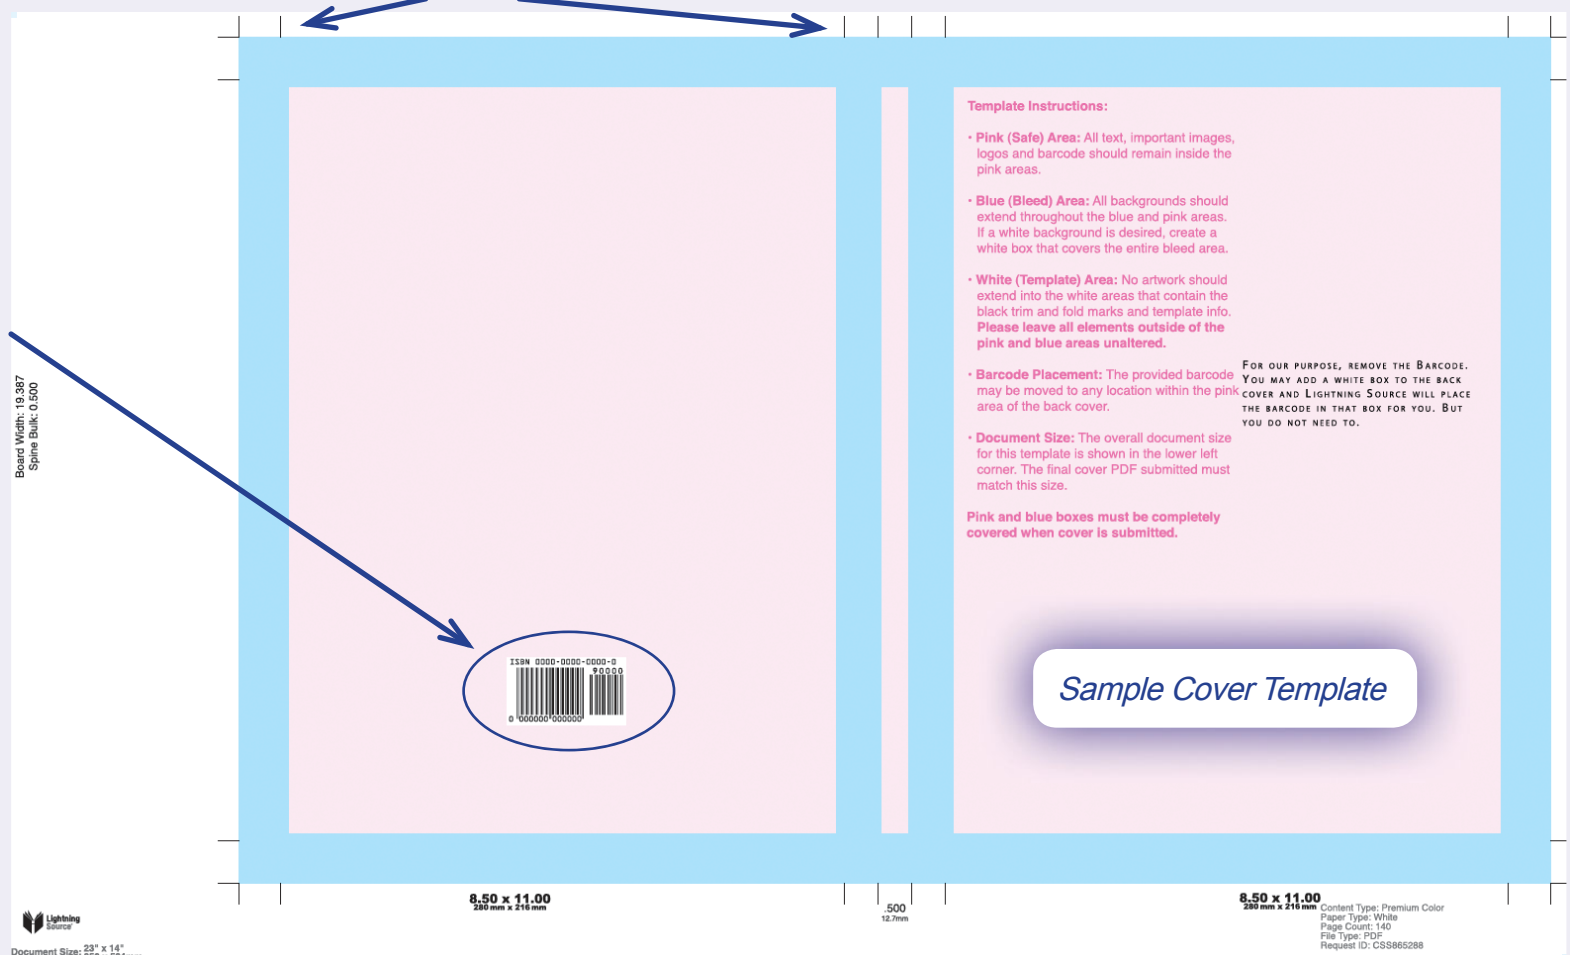 Template Instructions:
• Pink (Safe) Area: All text, important images,
logos and barcode should remain inside the
pink areas.
• Blue (Bleed) Area: All backgrounds should
extend throughout the blue and pink areas.
If a white background is desired, create a
white box that covers the entire bleed area.
• White (Template) Area: No artwork should
extend into the white areas that contain the
black trim and fold marks and template info.
Please leave all elements outside of the
pink and blue areas unaltered.
• Barcode Placement: The provided barcode
may be moved to any location within the pink
area of the back cover.
• Document Size: The overall document size
for this template is shown in the lower left
corner. The final cover PDF submitted must
match this size.
Pink and blue boxes must be completely
covered when cover is submitted.
For our purpose, remove the Barcode.
You may add a white box to the back
cover and Lightning Source will place
the barcode in that box for you. But
you do not need to.
Board Width: 19.387
Spine Bulk: 0.500
ISBN 0000-0000-0000-0
90000
0 000000 000000
Sample Cover Template
8.50 x 11.00
280 mm x 216 mm
.500
12.7mm
8.50 x 11.00
280 mm x 216 mm
Content Type: Premium Color
Paper Type: White
Page Count: 140
File Type: PDF
Request ID: CSS865288
Lightning
Source
Document Size: 23" x 14"